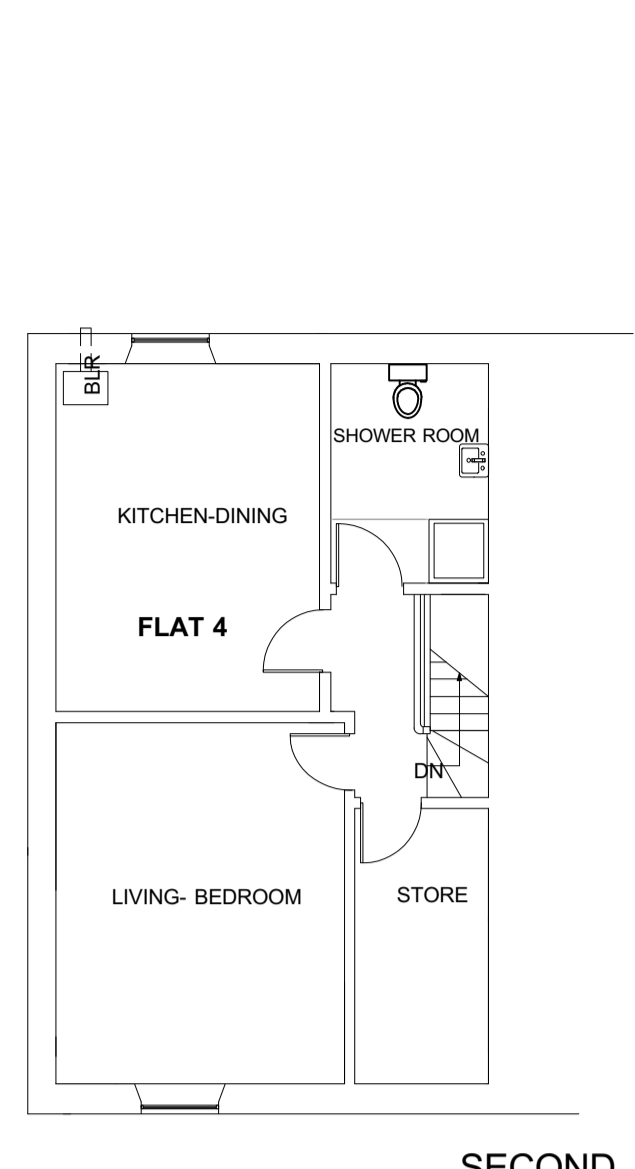 BLR
SHOWER ROOM
KITCHEN-DINING
FLAT 4
DN
LIVING- BEDROOM
STORE
SECOND